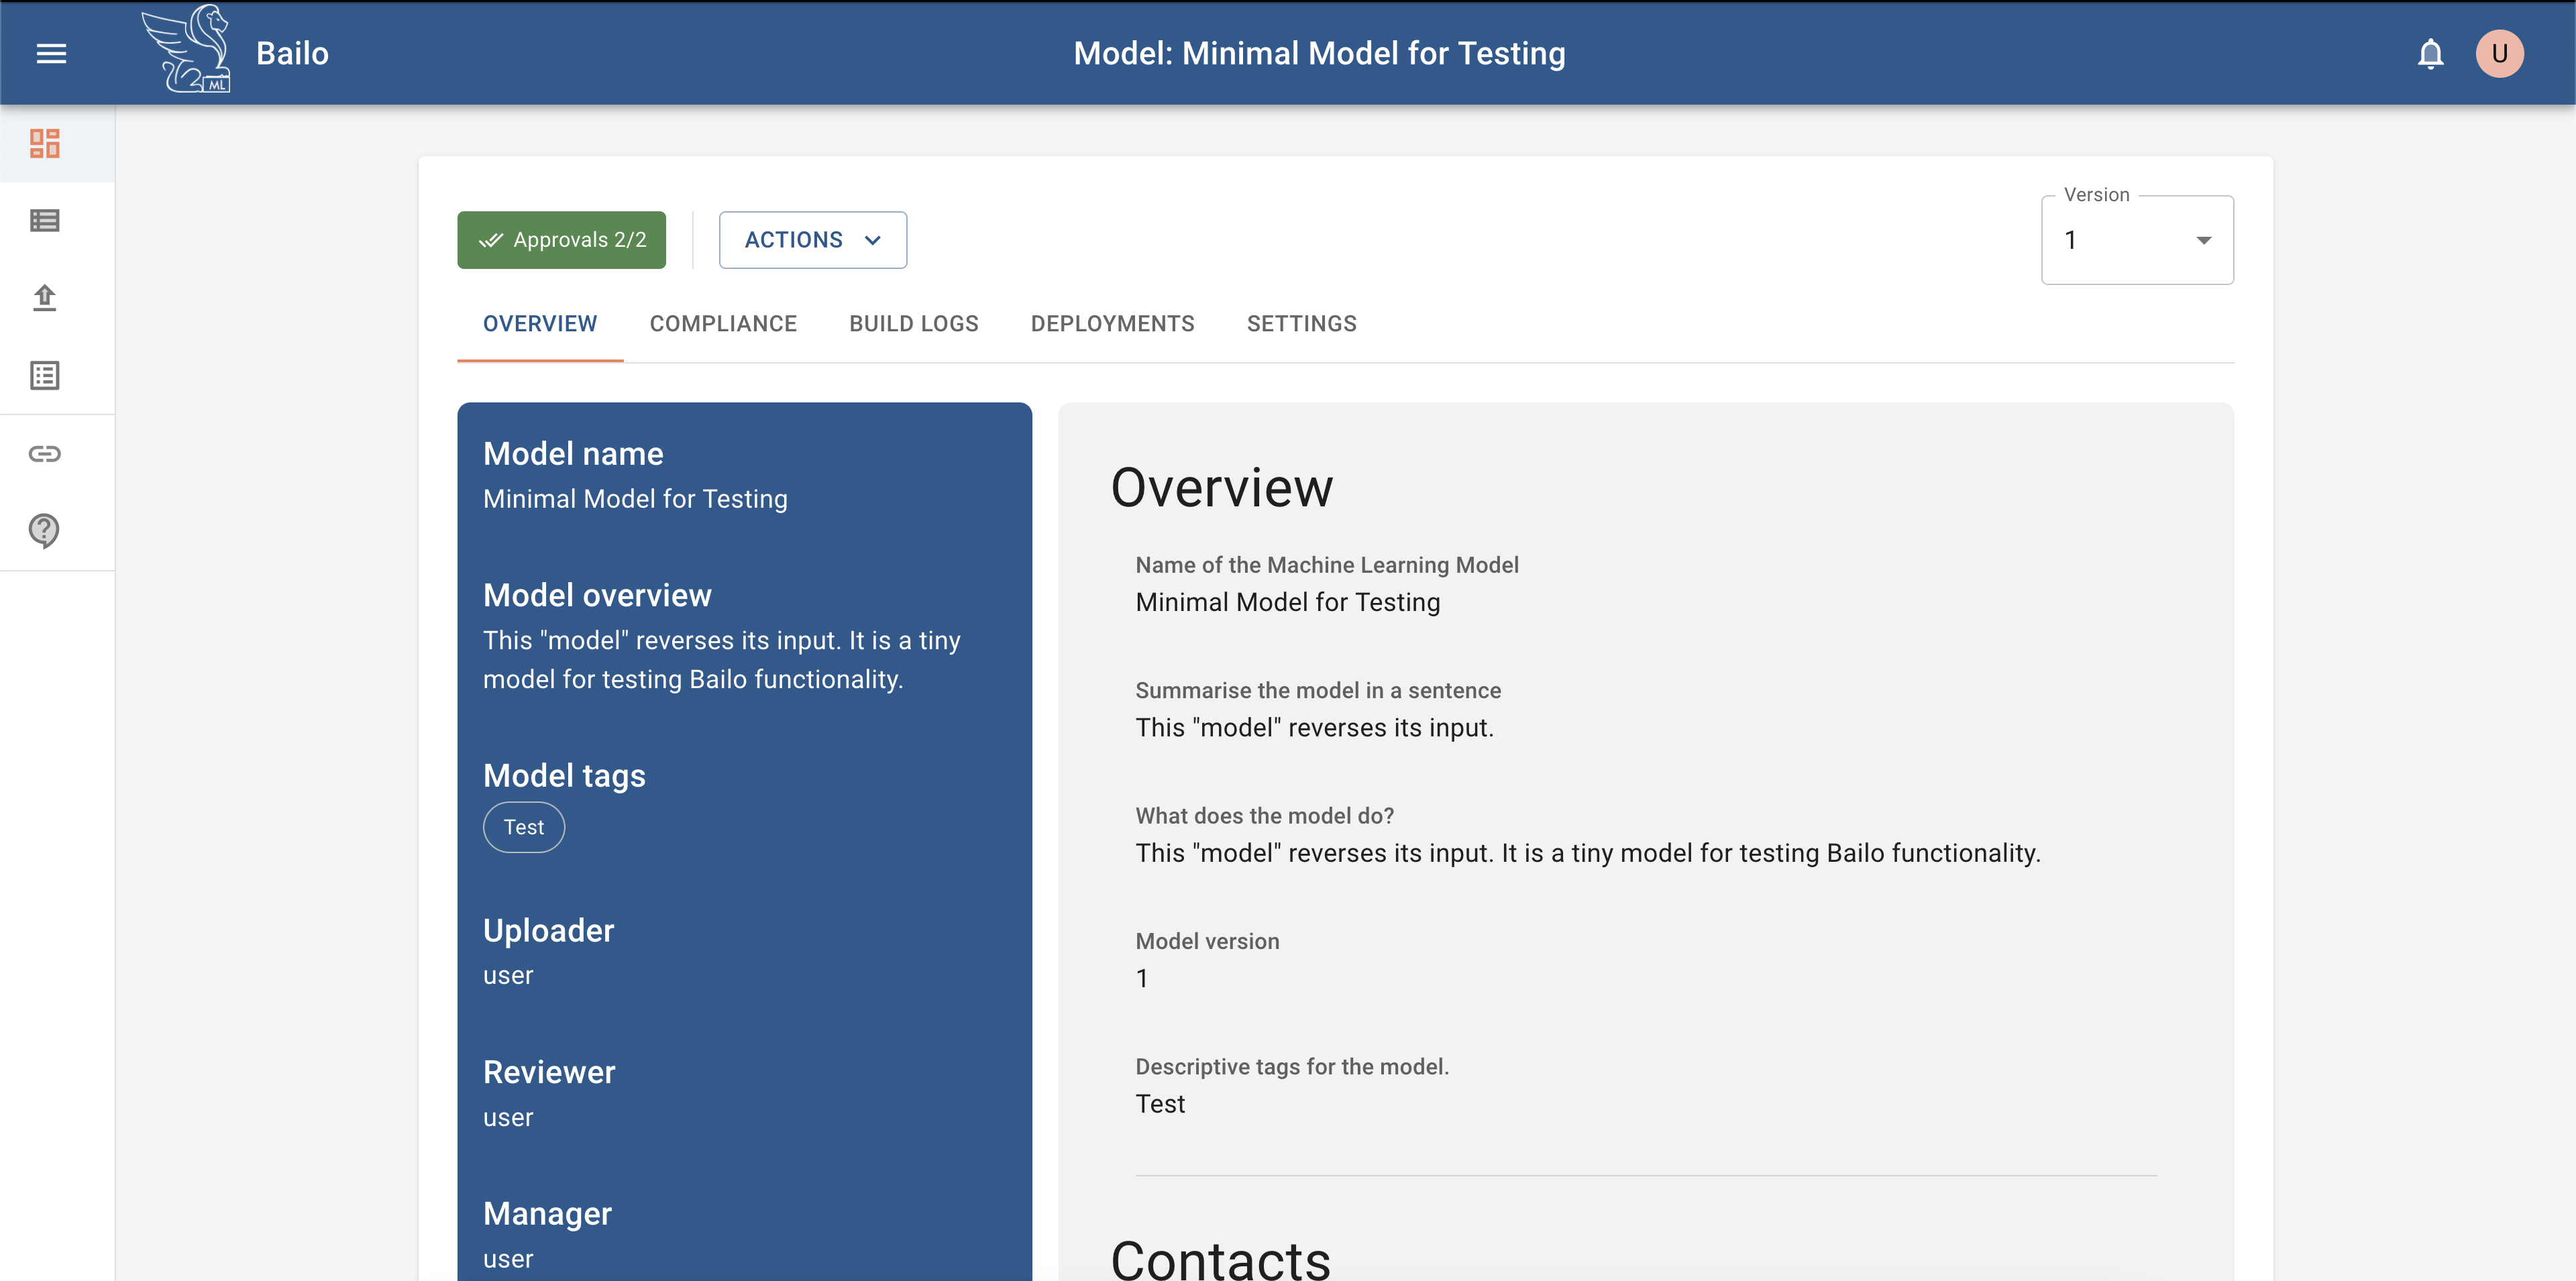 ML
Bailo
Model: Minimal Model for Testing
U
Approvals 2/2
ACTIONS
Version
1
OVERVIEW
COMPLIANCE
BUILD LOGS
DEPLOYMENTS
SETTINGS
Model name
Minimal Model for Testing
Model overview
This "model" reverses its input. It is a tiny
model for testing Bailo functionality.
Model tags
Test
Uploader
user
Reviewer
user
Manager
user
Overview
Name of the Machine Learning Model
Minimal Model for Testing
Summarise the model in a sentence
This "model" reverses its input.
What does the model do?
This "model" reverses its input. It is a tiny model for testing Bailo functionality.
Model version
1
Descriptive tags for the model.
Test
Contacts